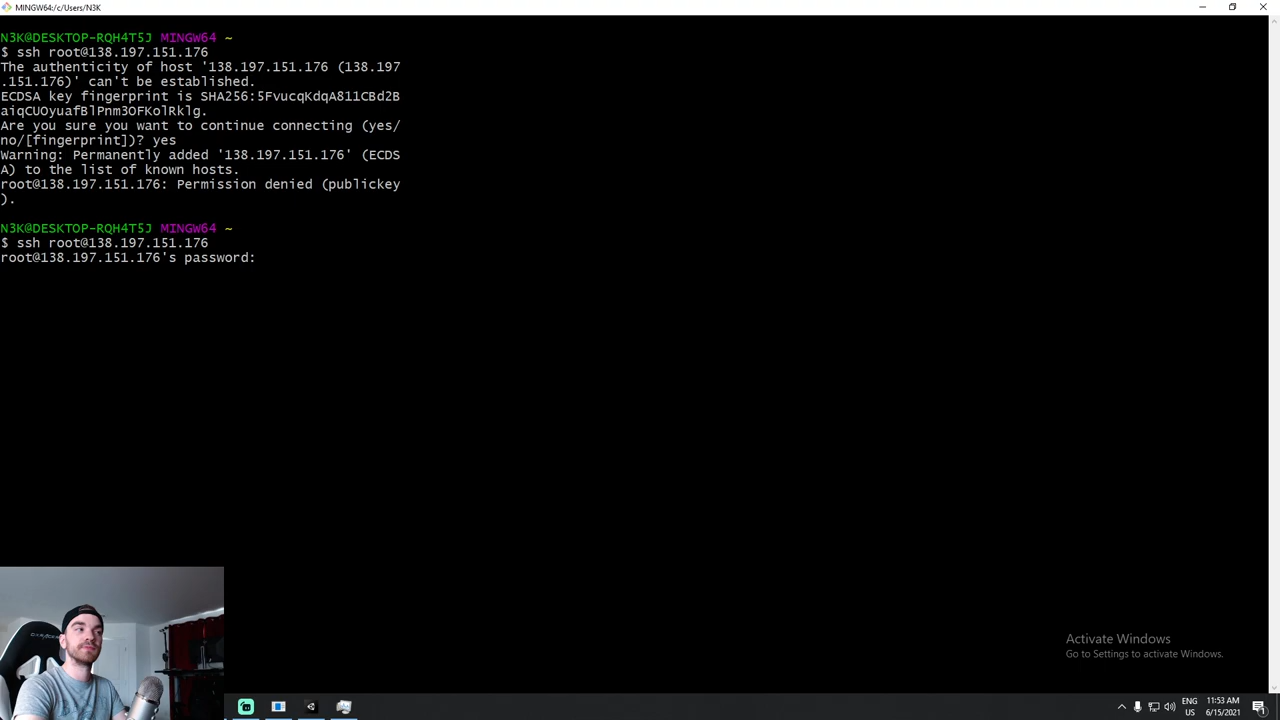 MINGW64:/c/Users/N3K
N3K@DESKTOP-RQH4T5J MINGW64 ~
$ ssh root@138.197.151.176
The authenticity of host '138.197.151.176 (138.197
.151.176)' can't be established.
ECDSA key fingerprint is SHA256:5FvucqKdqA811CBd2B
aiqCUOyuafBlPnm3OFKolRklg.
Are you sure you want to continue connecting (yes/
no/[fingerprint])? yes
Warning: Permanently added '138.197.151.176' (ECDS
A) to the list of known hosts.
root@138.197.151.176: Permission denied (publickey
).
N3K@DESKTOP-RQH4T5J MINGW64 ~
$ ssh root@138.197.151.176
root@138.197.151.176's password:
Activate Windows
Go to Settings to activate Windows.
ENG
US
11:53 AM
6/15/2021
1